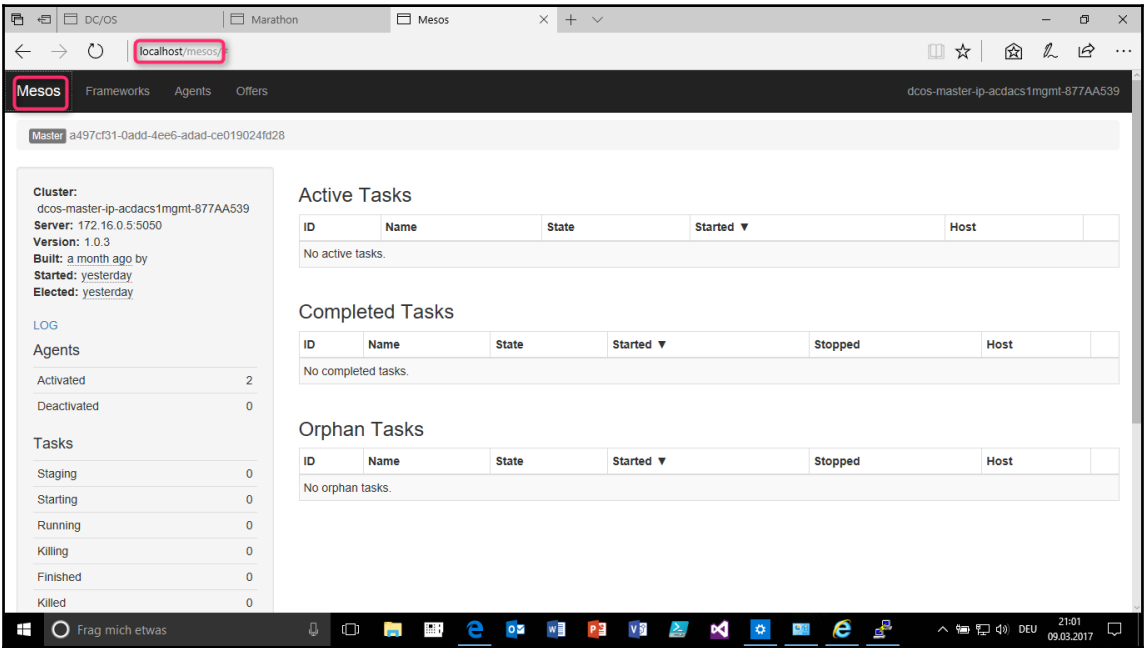 DC/OS
Marathon
Mesos
localhost/mesos/#
Mesos
Frameworks
Agents
Offers
dcos-master-ip-acdacs1mgmt-877AA539
Master a497cf31-0add-4ee6-adad-ce019024fd28
Cluster:
dcos-master-ip-acdacs1mgmt-877AA539
Server: 172.16.0.5:5050
Version: 1.0.3
Built: a month ago by
Started: yesterday
Elected: yesterday
LOG
Agents
Activated 2
Deactivated 0
Tasks
Staging 0
Starting 0
Running 0
Killing 0
Finished 0
Killed 0
Active Tasks
ID Name State Started ▼ Host
No active tasks.
Completed Tasks
ID Name State Started ▼ Stopped Host
No completed tasks.
Orphan Tasks
ID Name State Started ▼ Stopped Host
No orphan tasks.
Frag mich etwas
DEU
21:01
09.03.2017